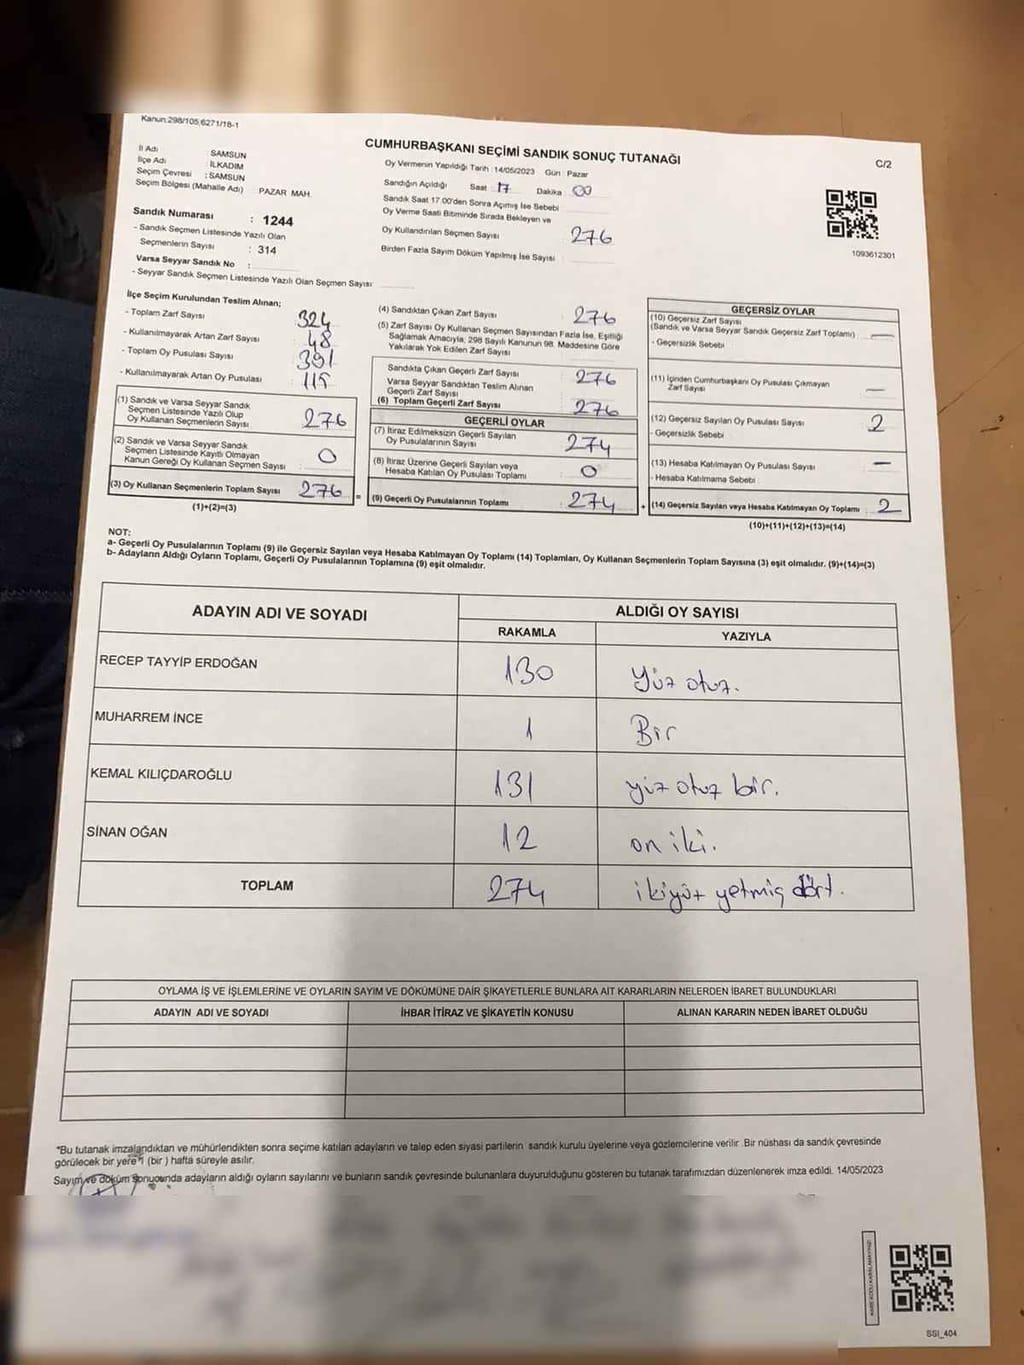 Kanun:298/105,6271/18-1
CUMHURBAŞKANI SEÇİMİ SANDIK SONUÇ TUTANAĞI
C/2
İl Adı : SAMSUN
İlçe Adı : İLKADIM
Seçim Çevresi : SAMSUN
Seçim Bölgesi (Mahalle Adı) PAZAR MAH.
Sandık Numarası : 1244
- Sandık Seçmen Listesinde Yazılı Olan
Seçmenlerin Sayısı : 314
Varsa Seyyar Sandık No :
- Seyyar Sandık Seçmen Listesinde Yazılı Olan Seçmen Sayısı:
Oy Vermenin Yapıldığı Tarih :14/05/2023 Gün : Pazar
Sandığın Açıldığı Saat : 17 Dakika : 00
Sandık Saat 17.00'den Sonra Açılmış İse Sebebi
Oy Verme Saati Bitiminde Sırada Bekleyen ve
Oy Kullandırılan Seçmen Sayısı : 276
Birden Fazla Sayım Döküm Yapılmış İse Sayısı :
1093612301
İlçe Seçim Kurulundan Teslim Alınan;
- Toplam Zarf Sayısı : 324
- Kullanılmayarak Artan Zarf Sayısı : 48
- Toplam Oy Pusulası Sayısı : 391
- Kullanılmayarak Artan Oy Pusulası : 115
(1) Sandık ve Varsa Seyyar Sandık
Seçmen Listesinde Yazılı Olup
Oy Kullanan Seçmenlerin Sayısı : 276
(2) Sandık ve Varsa Seyyar Sandık
Seçmen Listesinde Kayıtlı Olmayan
Kanun Gereği Oy Kullanan Seçmen Sayısı : 0
(3) Oy Kullanan Seçmenlerin Toplam Sayısı : 276
(1)+(2)=(3)
(4) Sandıktan Çıkan Zarf Sayısı : 276
(5) Zarf Sayısı Oy Kullanan Seçmen Sayısından Fazla İse, Eşitliği
Sağlamak Amacıyla, 298 Sayılı Kanunun 98. Maddesine Göre
Yakılarak Yok Edilen Zarf Sayısı
Sandıkta Çıkan Geçerli Zarf Sayısı : 276
Varsa Seyyar Sandıktan Teslim Alınan
Geçerli Zarf Sayısı
(6) Toplam Geçerli Zarf Sayısı : 276
GEÇERLİ OYLAR
(7) İtiraz Edilmeksizin Geçerli Sayılan
Oy Pusulalarının Sayısı : 274
(8) İtiraz Üzerine Geçerli Sayılan veya
Hesaba Katılan Oy Pusulası Toplamı : 0
= (9) Geçerli Oy Pusulalarının Toplamı : 274
GEÇERSİZ OYLAR
(10) Geçersiz Zarf Sayısı
(Sandık ve Varsa Seyyar Sandık Geçersiz Zarf Toplamı) : —
- Geçersizlik Sebebi :
(11) İçinden Cumhurbaşkanı Oy Pusulası Çıkmayan
Zarf Sayısı : —
(12) Geçersiz Sayılan Oy Pusulası Sayısı : 2
- Geçersizlik Sebebi :
(13) Hesaba Katılmayan Oy Pusulası Sayısı : —
- Hesaba Katılmama Sebebi :
+ (14) Geçersiz Sayılan veya Hesaba Katılmayan Oy Toplamı : 2
(10)+(11)+(12)+(13)=(14)
NOT:
a- Geçerli Oy Pusulalarının Toplamı (9) ile Geçersiz Sayılan veya Hesaba Katılmayan Oy Toplamı (14) Toplamları, Oy Kullanan Seçmenlerin Toplam Sayısına (3) eşit olmalıdır. (9)+(14)=(3)
b- Adayların Aldığı Oyların Toplamı, Geçerli Oy Pusulalarının Toplamına (9) eşit olmalıdır.
ADAYIN ADI VE SOYADI ALDIĞI OY SAYISI
RAKAMLA YAZIYLA
RECEP TAYYİP ERDOĞAN 130 Yüz otuz.
MUHARREM İNCE 1 Bir
KEMAL KILIÇDAROĞLU 131 yüz otuz bir.
SİNAN OĞAN 12 on iki.
TOPLAM 274 ikiyüz yetmiş dört.
OYLAMA İŞ VE İŞLEMLERİNE VE OYLARIN SAYIM VE DÖKÜMÜNE DAİR ŞİKAYETLERLE BUNLARA AİT KARARLARIN NELERDEN İBARET BULUNDUKLARI
ADAYIN ADI VE SOYADI İHBAR İTİRAZ VE ŞİKAYETİN KONUSU ALINAN KARARIN NEDEN İBARET OLDUĞU
*Bu tutanak imzalandıktan ve mühürlendikten sonra seçime katılan adayların ve talep eden siyasi partilerin sandık kurulu üyelerine veya gözlemcilerine verilir. Bir nüshası da sandık çevresinde
görülecek bir yere 1 (bir) hafta süreyle asılır.
Sayım ve döküm sonuounda adayların aldığı oyların sayılarını ve bunların sandık çevresinde bulunanlara duyurulduğunu gösteren bu tutanak tarafımızdan düzenlenerek imza edildi. 14/05/2023
SSI_404